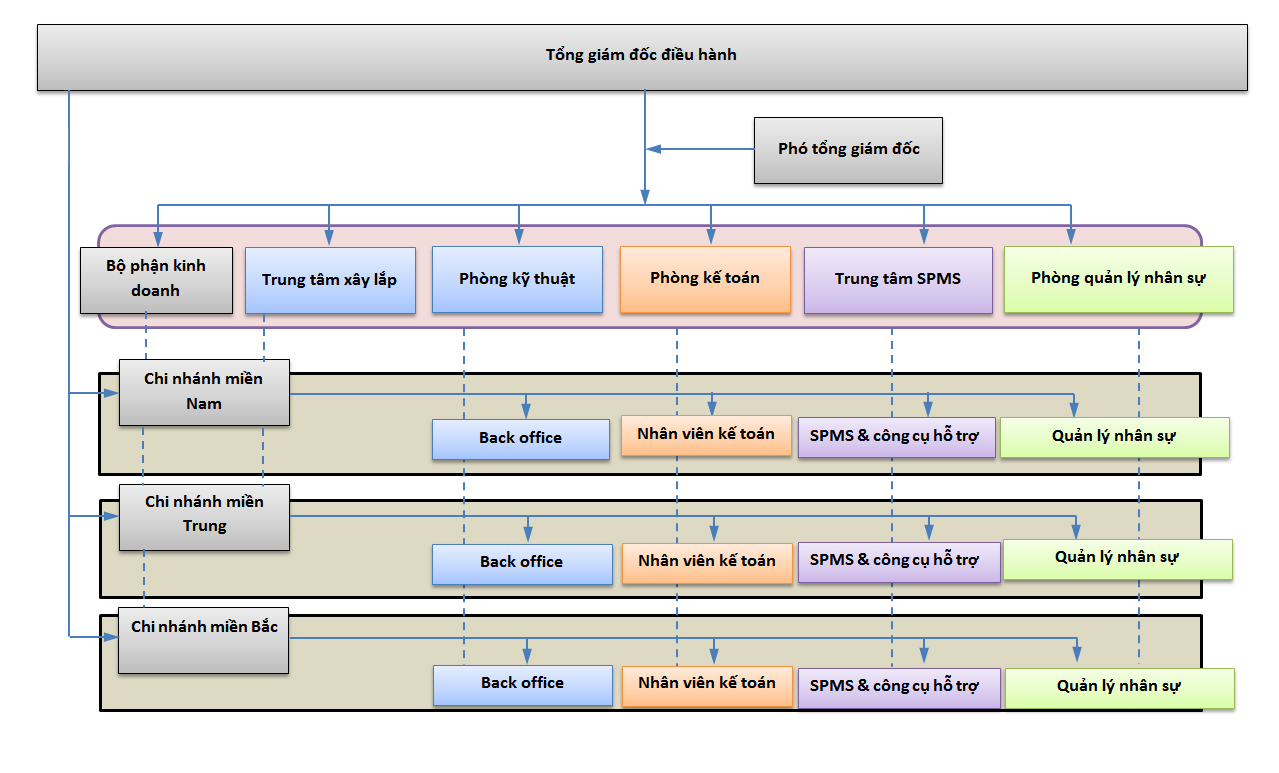 Tổng giám đốc điều hành
Phó tổng giám đốc
Bộ phận kinh
doanh
Trung tâm xây lắp
Phòng kỹ thuật
Phòng kế toán
Trung tâm SPMS
Phòng quản lý nhân sự
Chi nhánh miền
Nam
Back office
Nhân viên kế toán
SPMS & công cụ hỗ trợ
Quản lý nhân sự
Chi nhánh miền
Trung
Back office
Nhân viên kế toán
SPMS & công cụ hỗ trợ
Quản lý nhân sự
Chi nhánh miền Bắc
Back office
Nhân viên kế toán
SPMS & công cụ hỗ trợ
Quản lý nhân sự